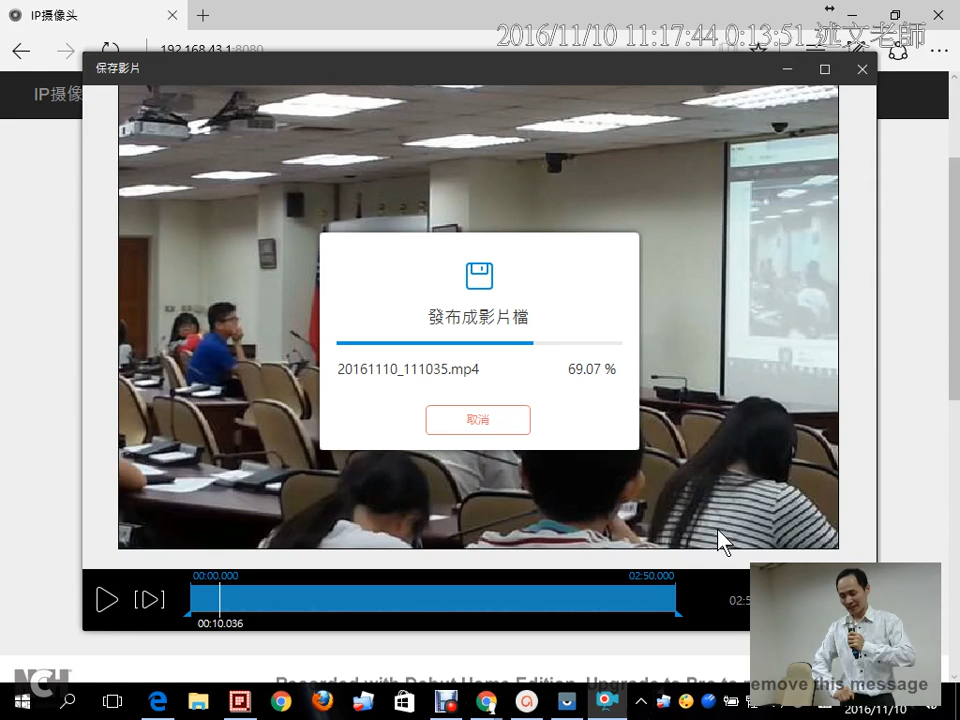 IP摄像头
192.168.43.1:8080
2016/11/10 11:17:44 0:13:51 述文老師
保存影片
IP摄像
發布成影片檔
20161110_111035.mp4 69.07 %
取消
00:00.000 02:50.000
00:10.036
02:5
NCH
Recorded with Debut Home Edition. Upgrade to Pro to remove this message
2016/11/10